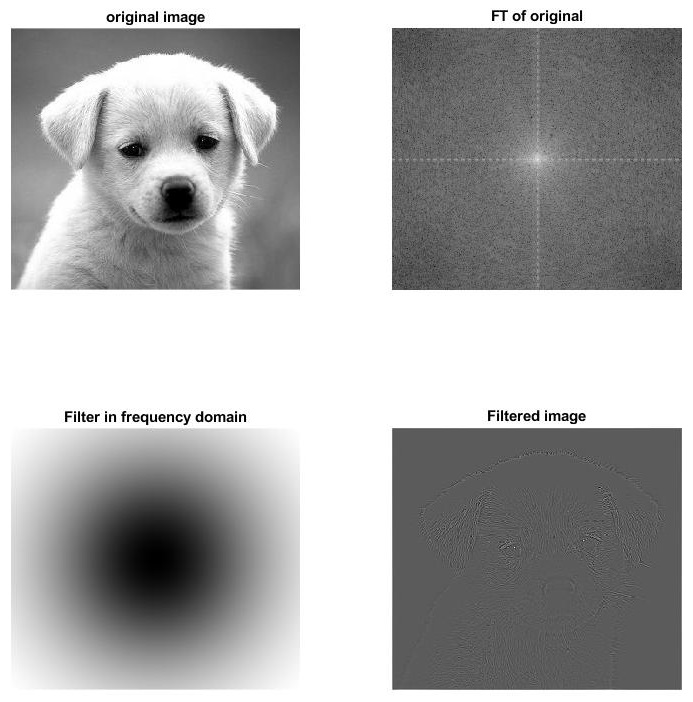 original image
FT of original
Filter in frequency domain
Filtered image